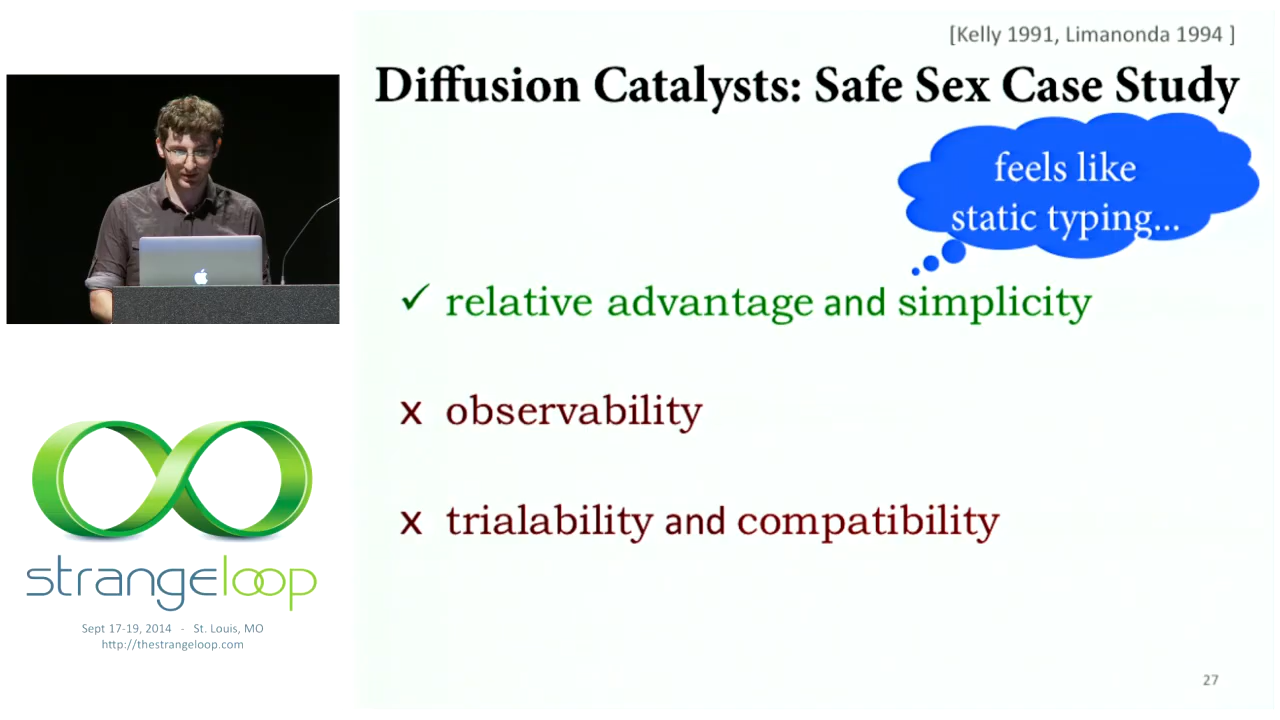 [Kelly 1991, Limanonda 1994 ]
Diffusion Catalysts: Safe Sex Case Study
feels like
static typing...
✓ relative advantage and simplicity
x observability
x trialability and compatibility
27
strangeloop
Sept 17-19, 2014 - St. Louis, MO
http://thestrangeloop.com